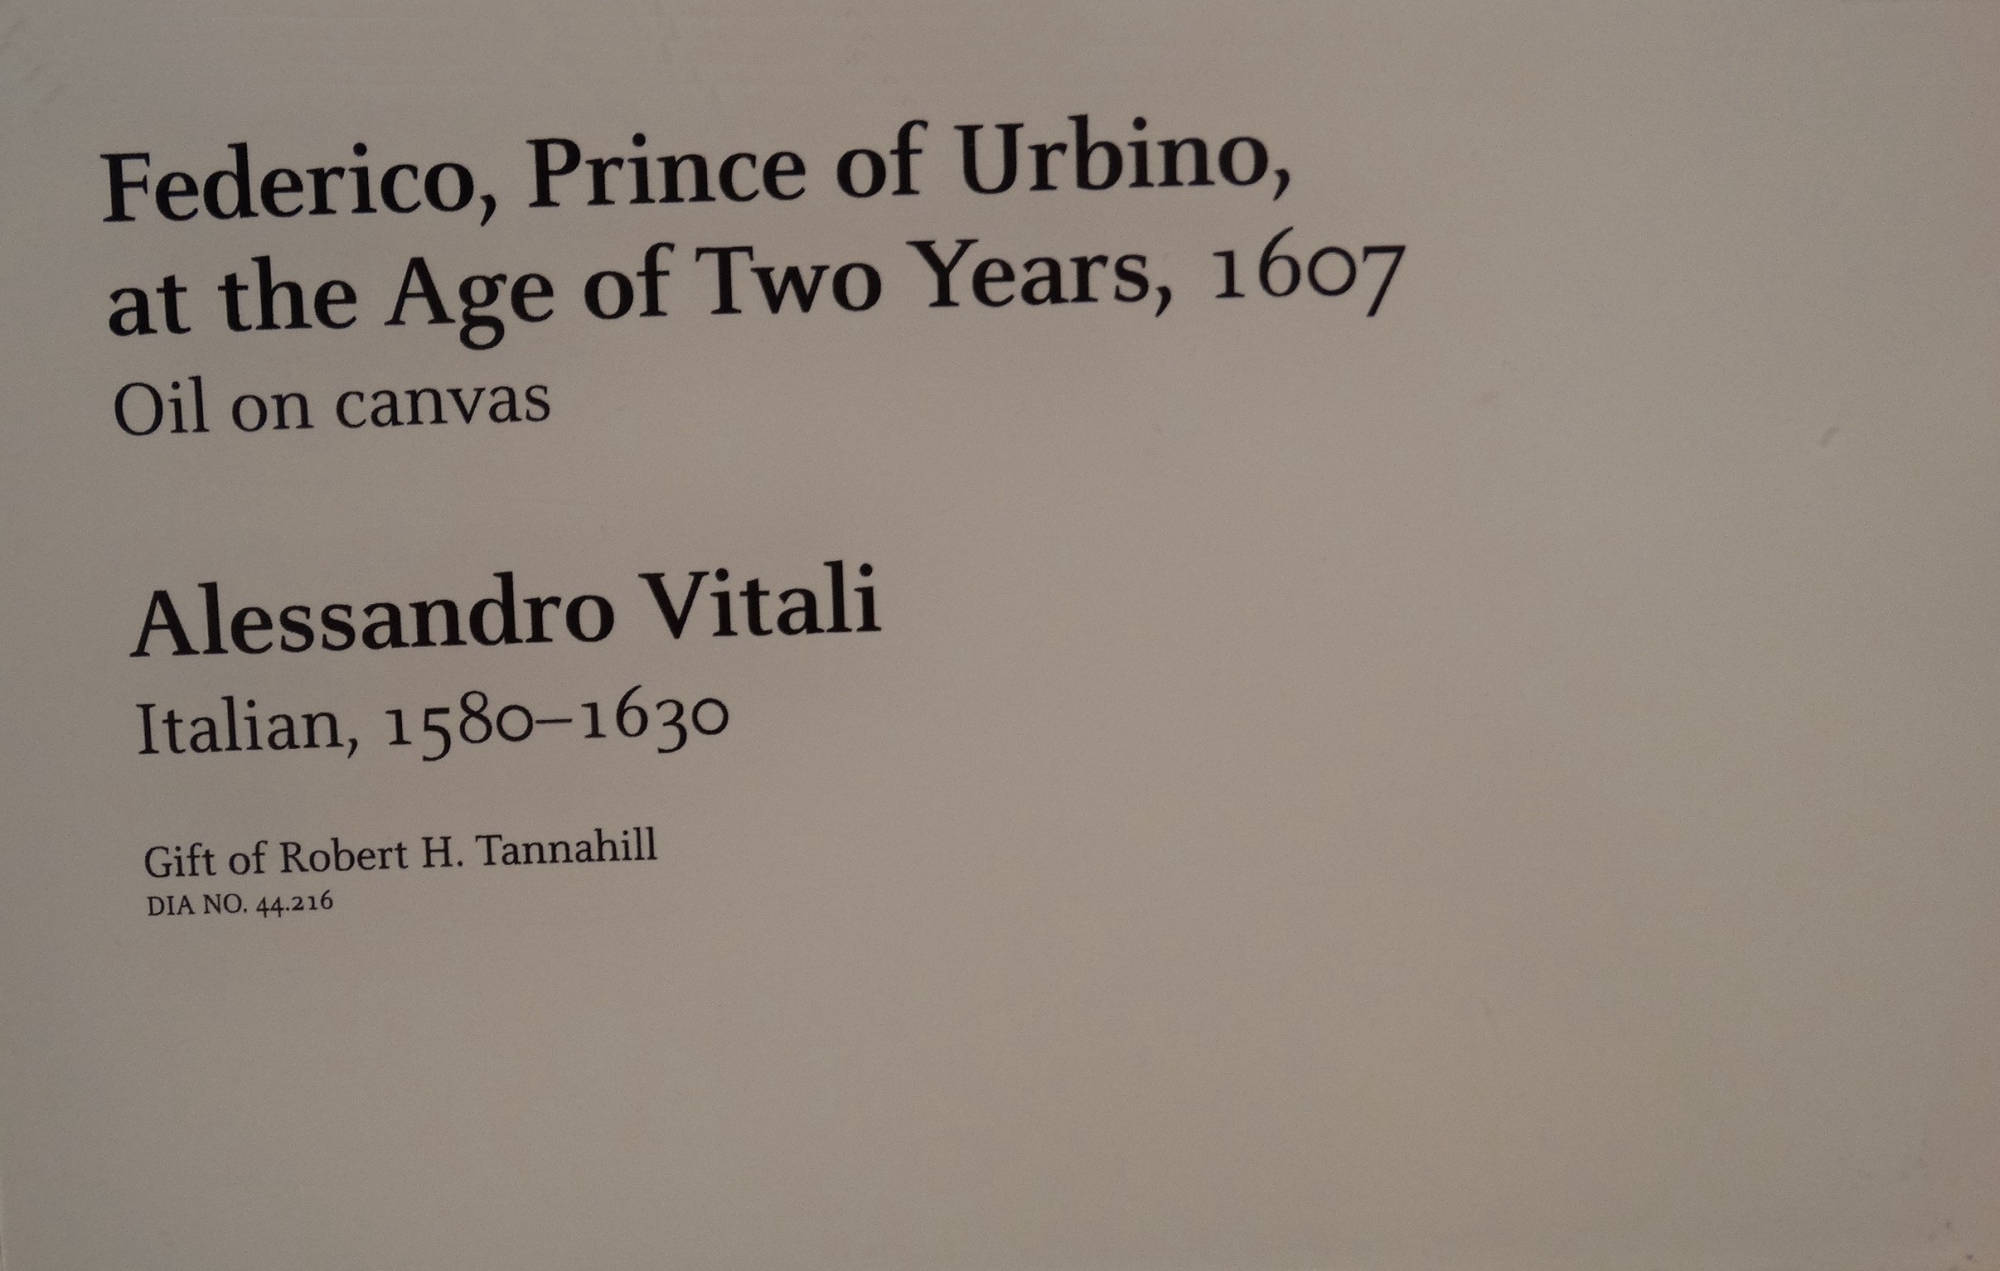 Federico, Prince of Urbino,
at the Age of Two Years, 1607
Oil on canvas
Alessandro Vitali
Italian, 1580–1630
Gift of Robert H. Tannahill
DIA NO. 44.216